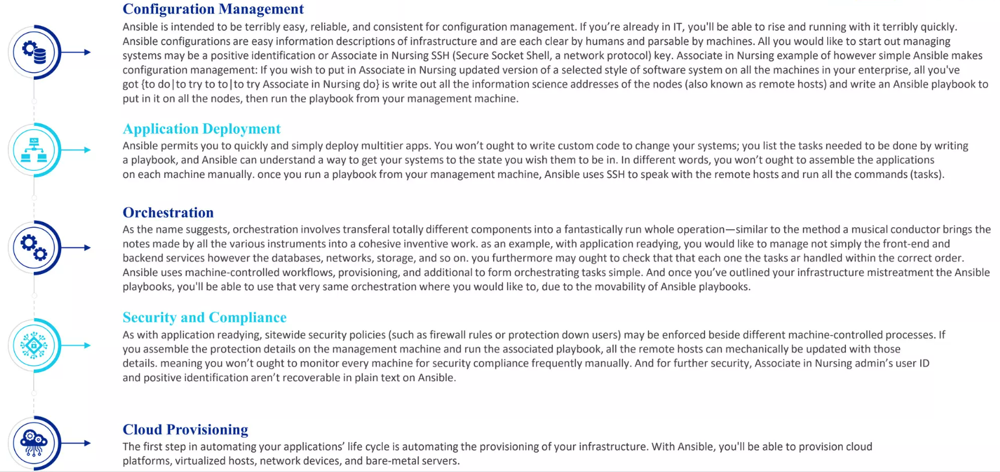 Configuration Management
Ansible is intended to be terribly easy, reliable, and consistent for configuration management. If you’re already in IT, you'll be able to rise and running with it terribly quickly.
Ansible configurations are easy information descriptions of infrastructure and are each clear by humans and parsable by machines. All you would like to start out managing
systems may be a positive identification or Associate in Nursing SSH (Secure Socket Shell, a network protocol) key. Associate in Nursing example of however simple Ansible makes
configuration management: If you wish to put in Associate in Nursing updated version of a selected style of software system on all the machines in your enterprise, all you've
got {to do|to try to to|to try Associate in Nursing do} is write out all the information science addresses of the nodes (also known as remote hosts) and write an Ansible playbook to
put in it on all the nodes, then run the playbook from your management machine.
Application Deployment
Ansible permits you to quickly and simply deploy multitier apps. You won’t ought to write custom code to change your systems; you list the tasks needed to be done by writing
a playbook, and Ansible can understand a way to get your systems to the state you wish them to be in. In different words, you won’t ought to assemble the applications
on each machine manually. once you run a playbook from your management machine, Ansible uses SSH to speak with the remote hosts and run all the commands (tasks).
Orchestration
As the name suggests, orchestration involves transferal totally different components into a fantastically run whole operation—similar to the method a musical conductor brings the
notes made by all the various instruments into a cohesive inventive work. as an example, with application readying, you would like to manage not simply the front-end and
backend services however the databases, networks, storage, and so on. you furthermore may ought to check that that each one the tasks ar handled within the correct order.
Ansible uses machine-controlled workflows, provisioning, and additional to form orchestrating tasks simple. And once you’ve outlined your infrastructure mistreatment the Ansible
playbooks, you'll be able to use that very same orchestration where you would like to, due to the movability of Ansible playbooks.
Security and Compliance
As with application readying, sitewide security policies (such as firewall rules or protection down users) may be enforced beside different machine-controlled processes. If
you assemble the protection details on the management machine and run the associated playbook, all the remote hosts can mechanically be updated with those
details. meaning you won’t ought to monitor every machine for security compliance frequently manually. And for further security, Associate in Nursing admin’s user ID
and positive identification aren’t recoverable in plain text on Ansible.
Cloud Provisioning
The first step in automating your applications’ life cycle is automating the provisioning of your infrastructure. With Ansible, you'll be able to provision cloud
platforms, virtualized hosts, network devices, and bare-metal servers.